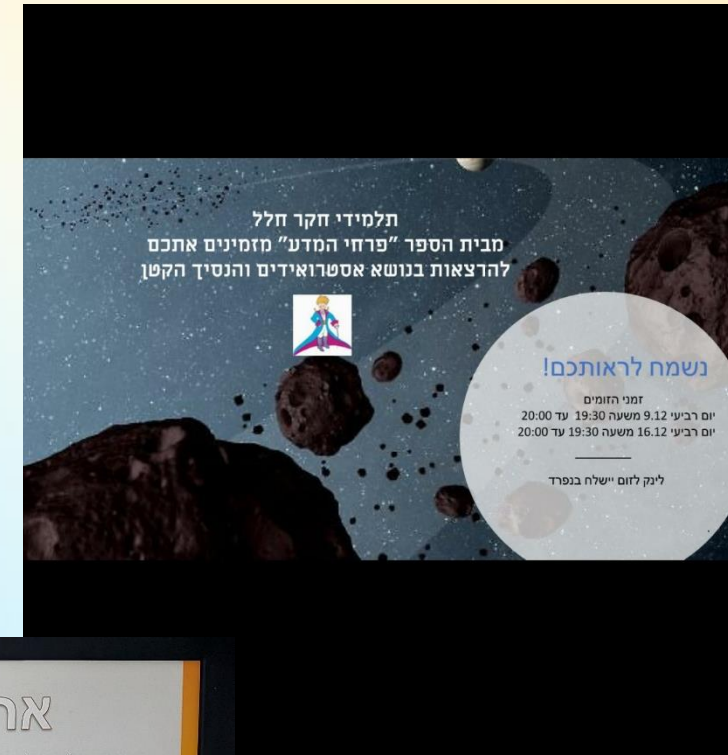 תלמידי חקר חלל
מבית הספר "פרחי המדע" מזמינים אתכם
להרצאות בנושא אסטרואידים והנסיך הקטן
נשמח לראותכם!
זמני הזומים
יום רביעי 9.12 משעה 19:30 עד 20:00
יום רביעי 16.12 משעה 19:30 עד 20:00
לינק לזום יישלח בנפרד